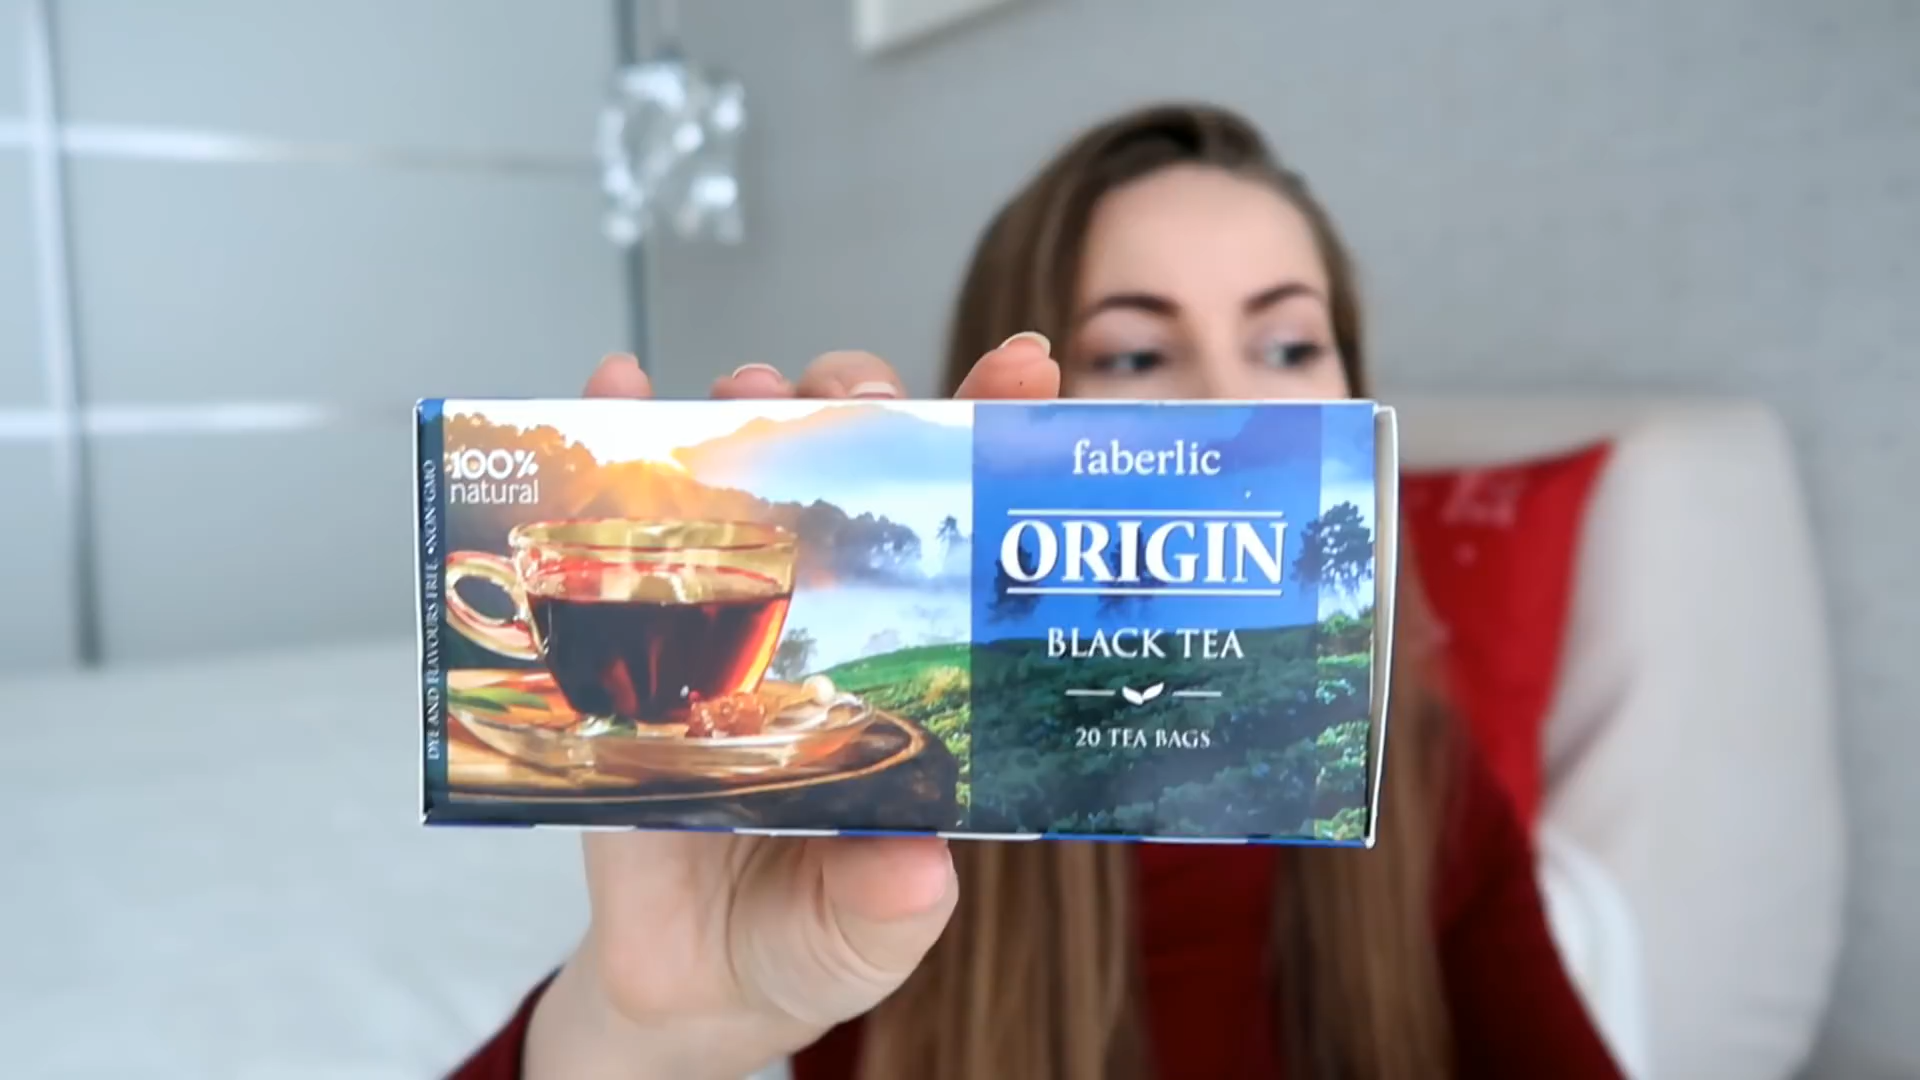 100%
natural
DYE AND FLAVOURS FREE • NON-GMO
faberlic
ORIGIN
BLACK TEA
20 TEA BAGS